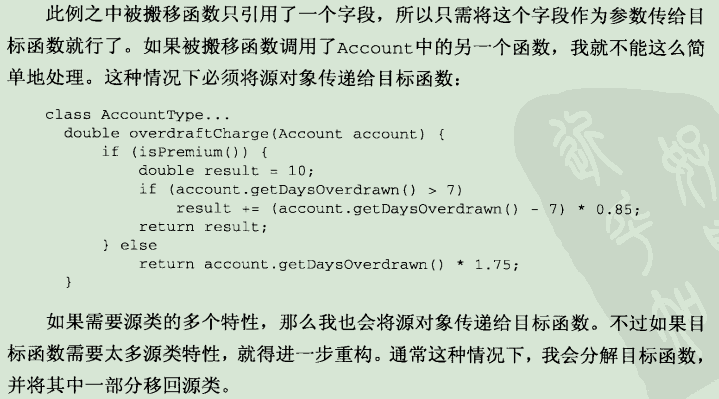 此例之中被搬移函数只引用了一个字段，所以只需将这个字段作为参数传给目
标函数就行了。如果被搬移函数调用了Account中的另一个函数，我就不能这么简
单地处理。这种情况下必须将源对象传递给目标函数：
class AccountType...
double overdraftCharge(Account account) {
if (isPremium()) {
double result = 10;
if (account.getDaysOverdrawn() > 7)
result += (account.getDaysOverdrawn() - 7) * 0.85;
return result;
} else
return account.getDaysOverdrawn() * 1.75;
}
如果需要源类的多个特性，那么我也会将源对象传递给目标函数。不过如果目
标函数需要太多源类特性，就得进一步重构。通常这种情况下，我会分解目标函数，
并将其中一部分移回源类。